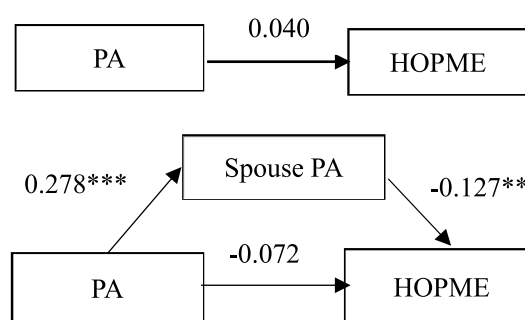 0.040
PA
HOPME
Spouse PA
0.278***
-0.127**
-0.072
PA
HOPME